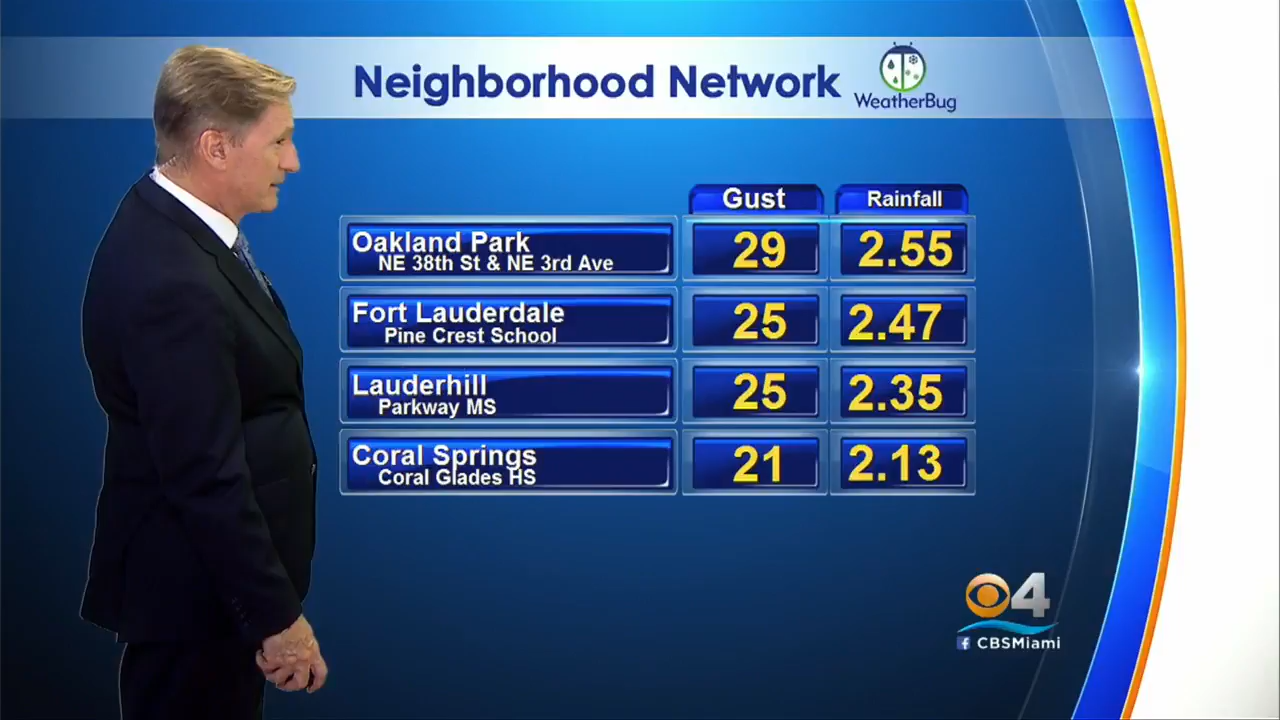 Neighborhood Network
WeatherBug
Gust Rainfall
Oakland Park
NE 38th St & NE 3rd Ave
29 2.55
Fort Lauderdale
Pine Crest School
25 2.47
Lauderhill
Parkway MS
25 2.35
Coral Springs
Coral Glades HS
21 2.13
4
f CBSMiami